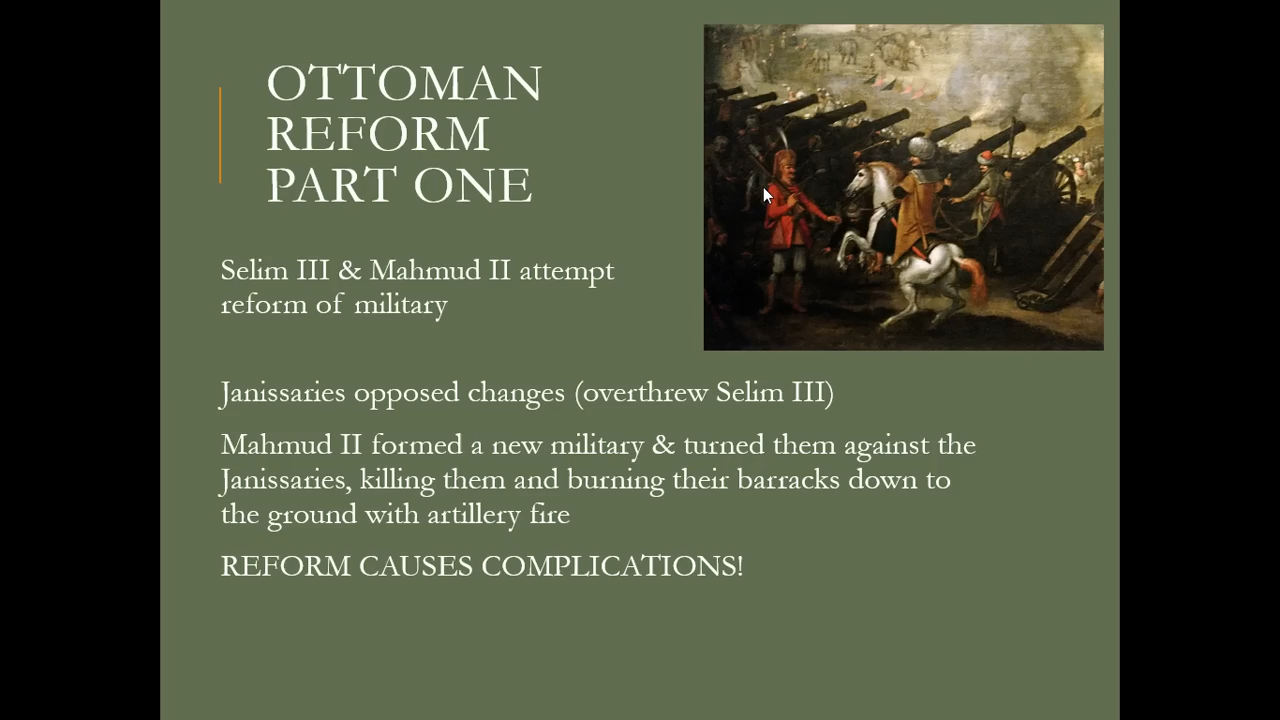 OTTOMAN
REFORM
PART ONE
Selim III & Mahmud II attempt
reform of military
Janissaries opposed changes (overthrew Selim III)
Mahmud II formed a new military & turned them against the
Janissaries, killing them and burning their barracks down to
the ground with artillery fire
REFORM CAUSES COMPLICATIONS!